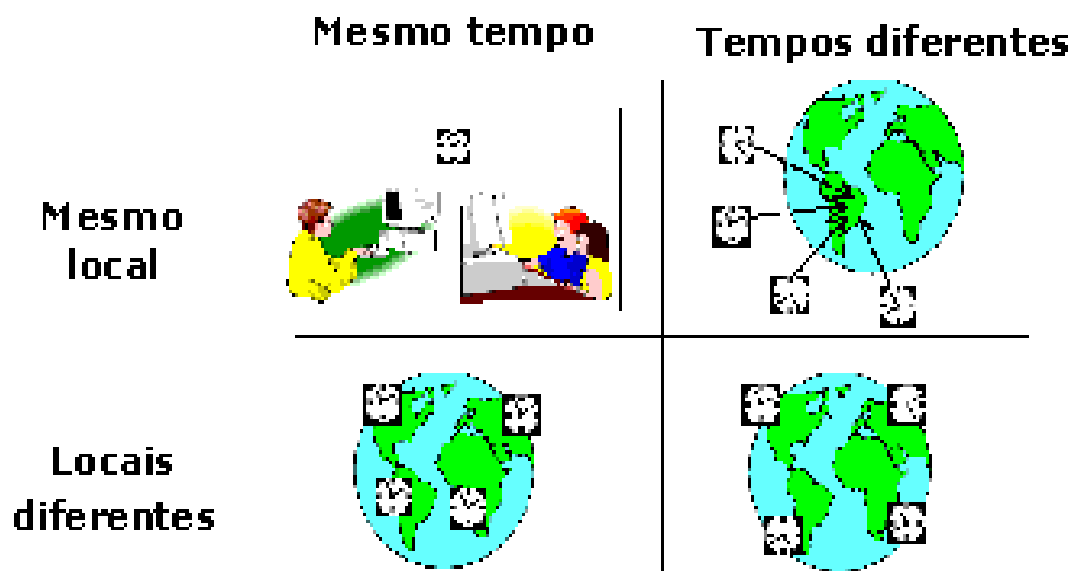 Mesmo tempo
Tempos diferentes
Mesmo
local
Locais
diferentes